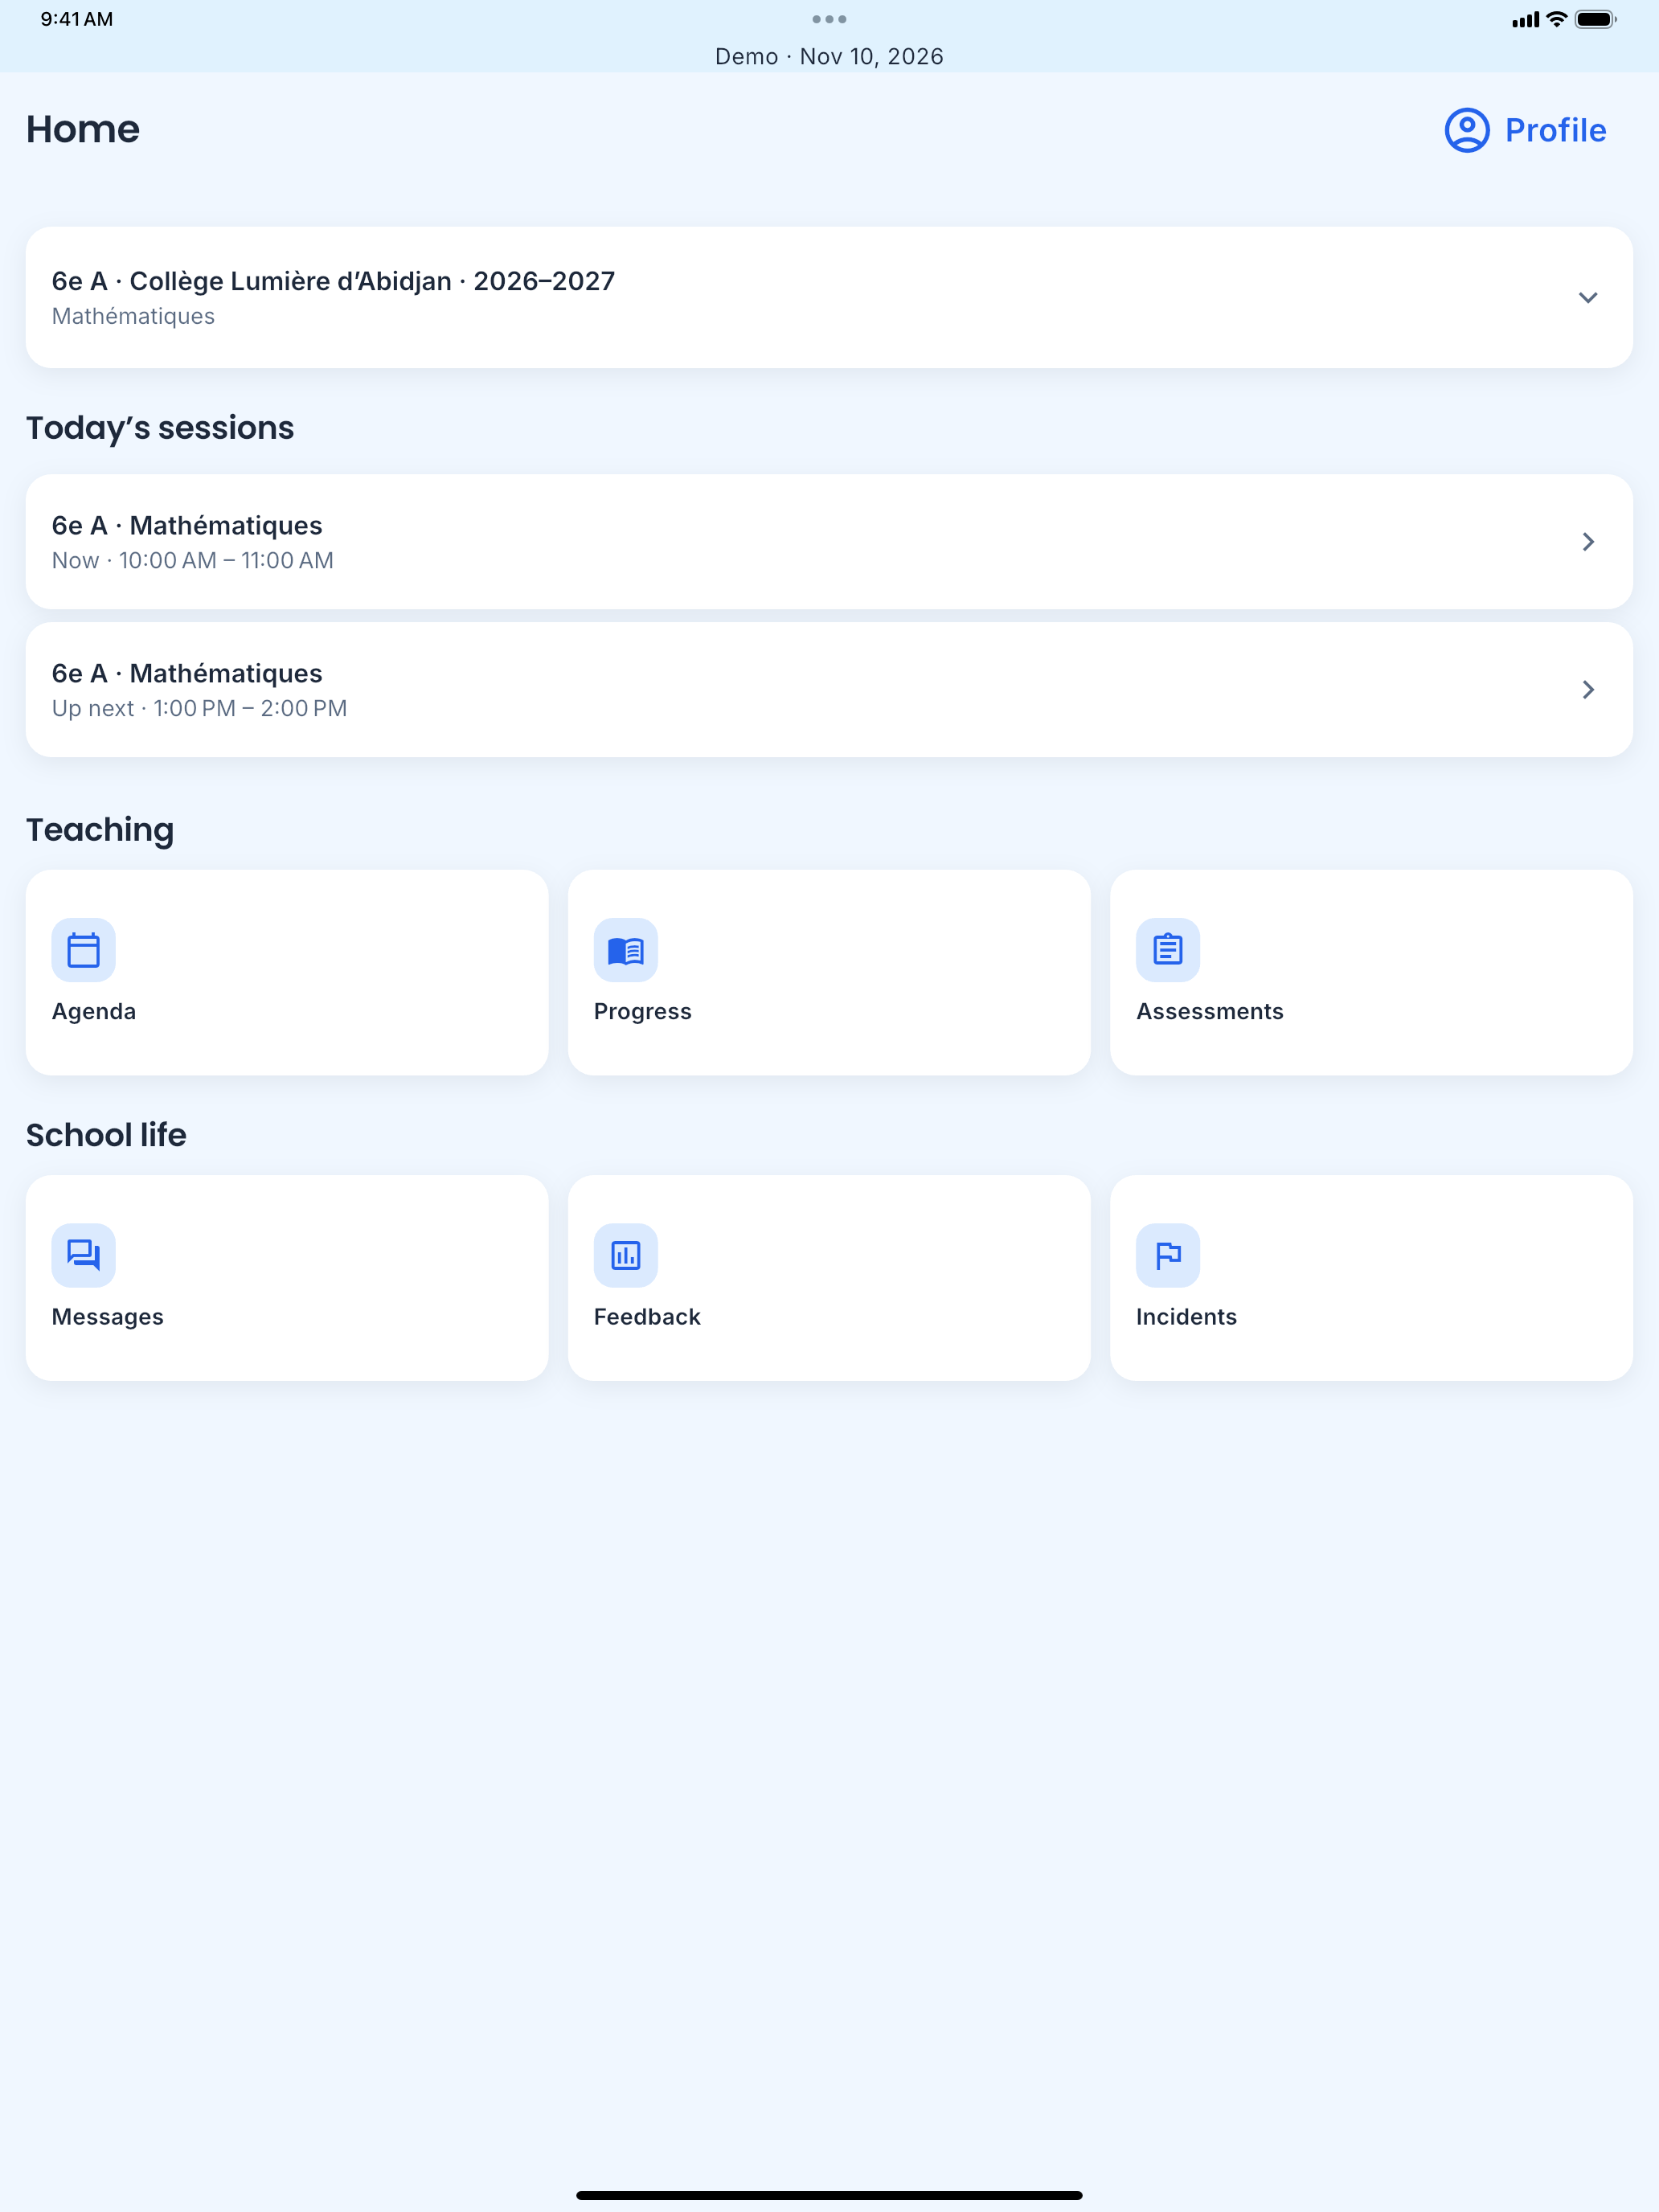 9:41 AM
Demo · Nov 10, 2026
Home
Profile
6e A · Collège Lumière d’Abidjan · 2026–2027
Mathématiques
Today’s sessions
6e A · Mathématiques
Now · 10:00 AM – 11:00 AM
6e A · Mathématiques
Up next · 1:00 PM – 2:00 PM
Teaching
Agenda
Progress
Assessments
School life
Messages
Feedback
Incidents